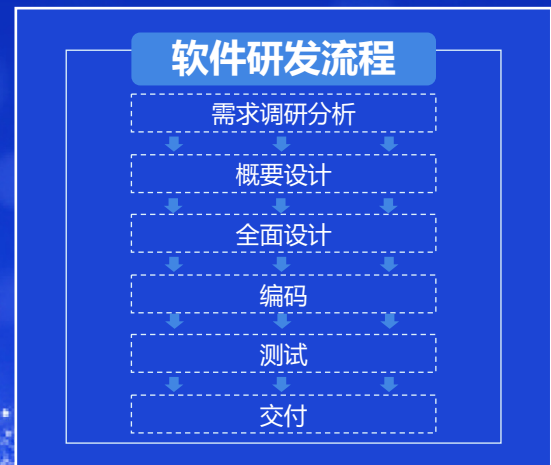 软件研发流程
需求调研分析
概要设计
全面设计
编码
测试
交付